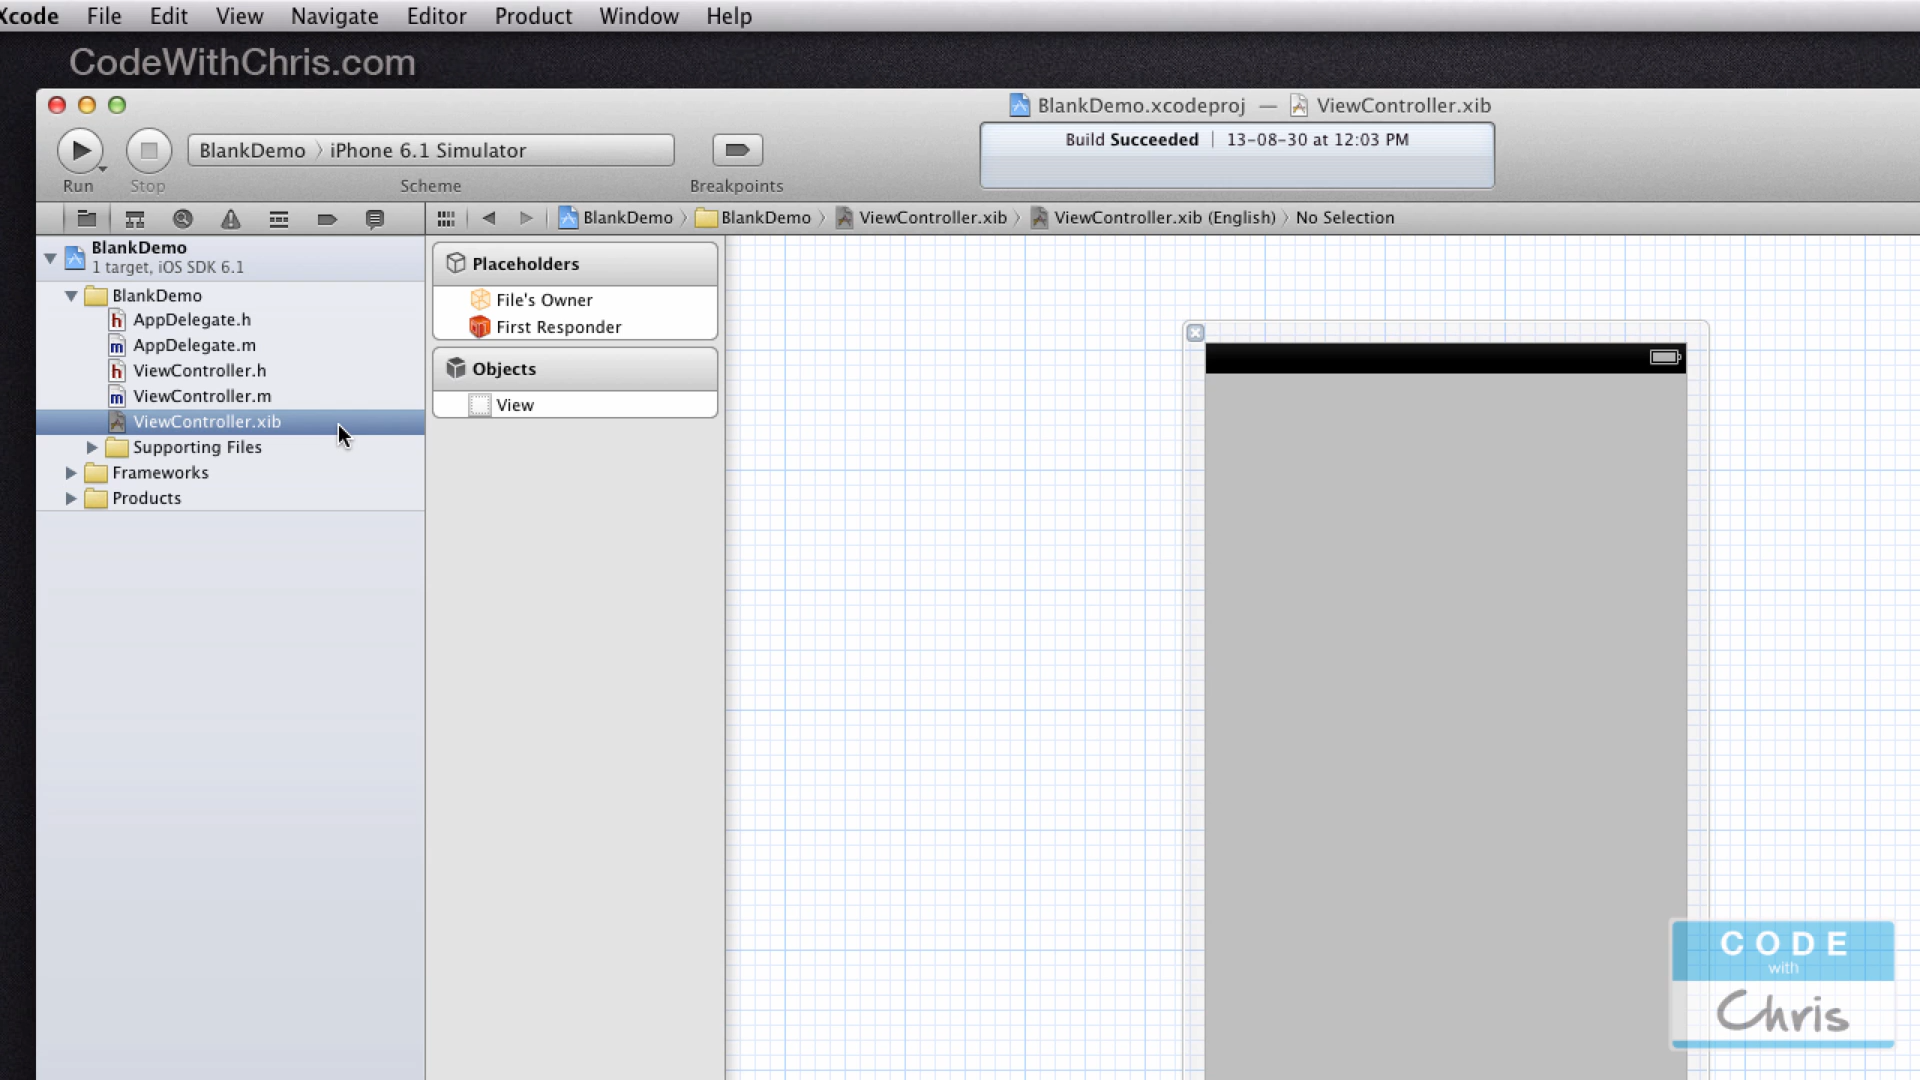 Xcode File Edit View Navigate Editor Product Window Help
CodeWithChris.com
BlankDemo.xcodeproj — ViewController.xib
BlankDemo 〉 iPhone 6.1 Simulator
Build Succeeded | 13-08-30 at 12:03 PM
Run Stop Scheme Breakpoints
BlankDemo 〉 BlankDemo 〉 ViewController.xib 〉 ViewController.xib (English) 〉 No Selection
BlankDemo
1 target, iOS SDK 6.1
BlankDemo
h AppDelegate.h
m AppDelegate.m
h ViewController.h
m ViewController.m
ViewController.xib
Supporting Files
Frameworks
Products
Placeholders
File's Owner
First Responder
Objects
View
CODE
with
Chris